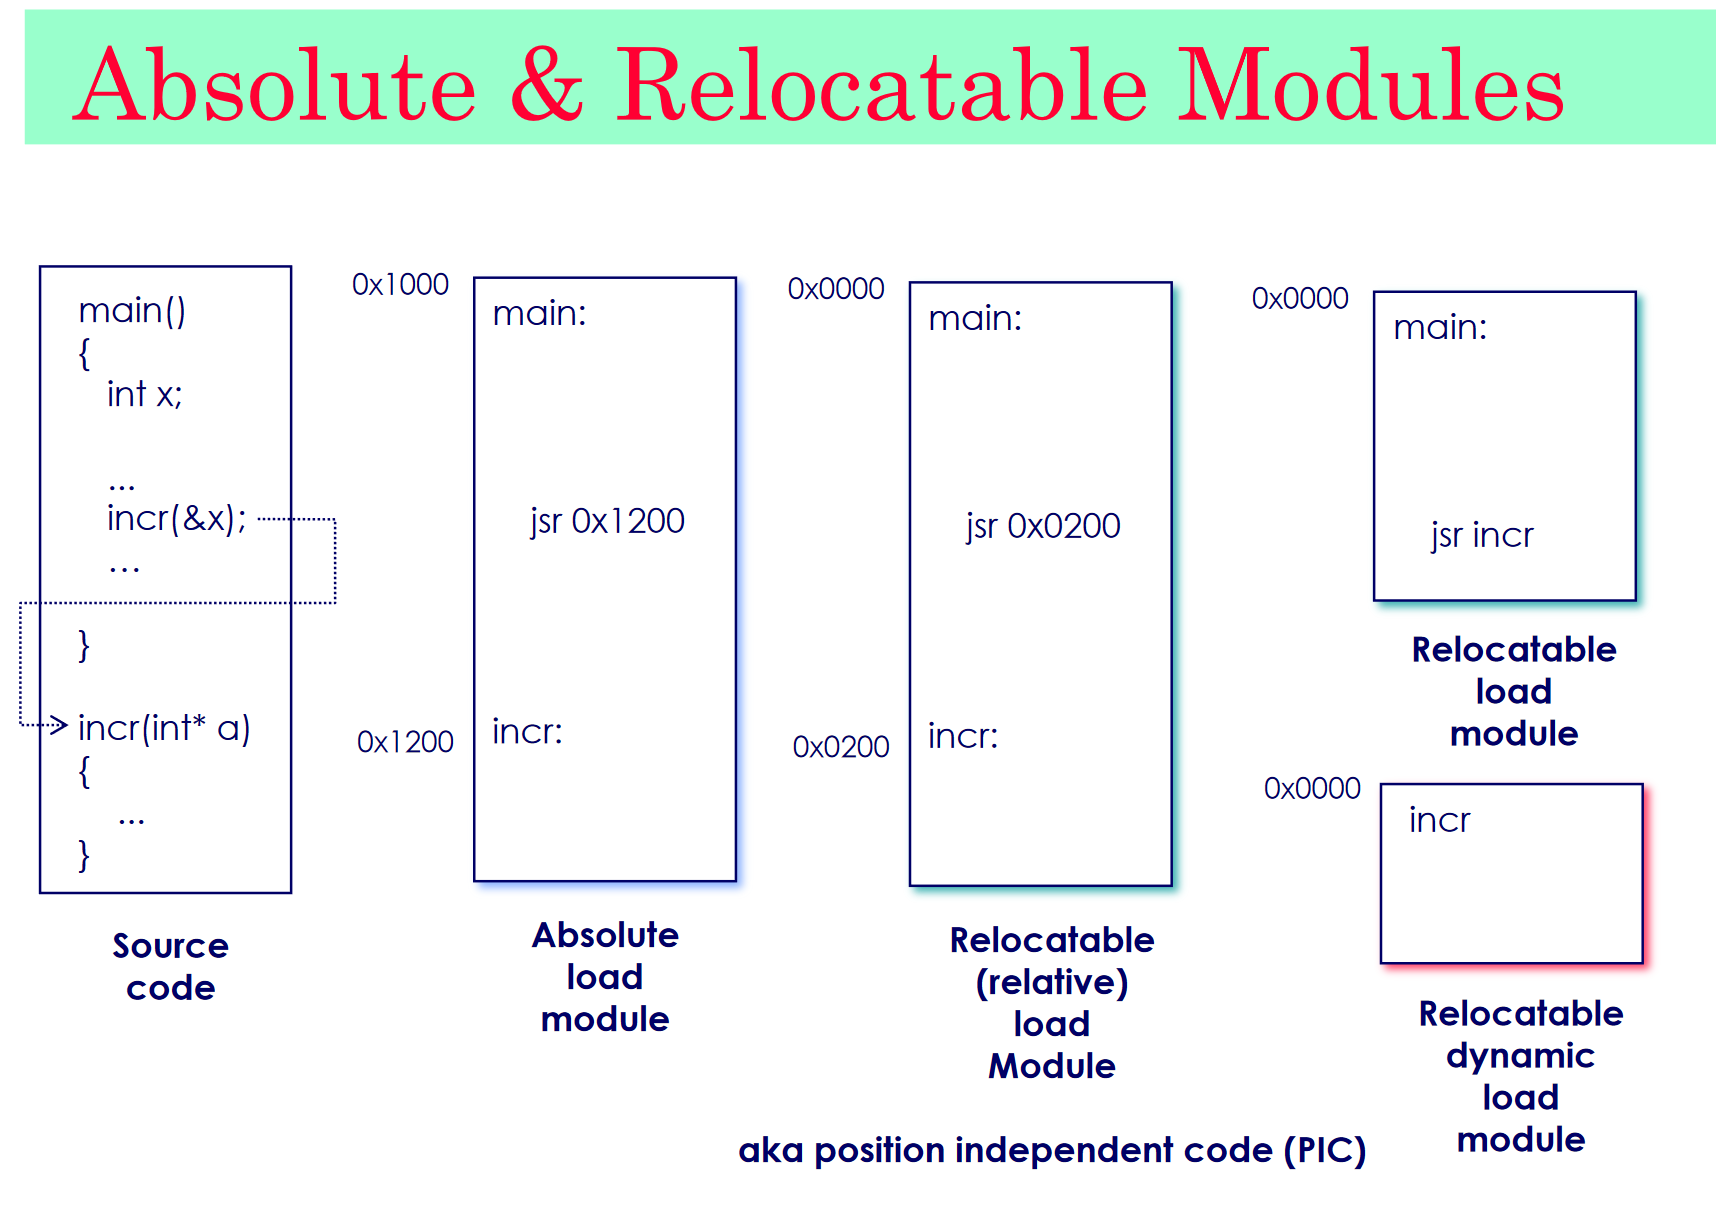 Absolute & Relocatable Modules
main()
{
int x;
...
incr(&x);
...
}
incr(int* a)
{
...
}
Source
code
0x1000
main:
jsr 0x1200
0x1200
incr:
Absolute
load
module
0x0000
main:
jsr 0x0200
0x0200
incr:
Relocatable
(relative)
load
Module
aka position independent code (PIC)
0x0000
main:
jsr incr
Relocatable
load
module
0x0000
incr
Relocatable
dynamic
load
module